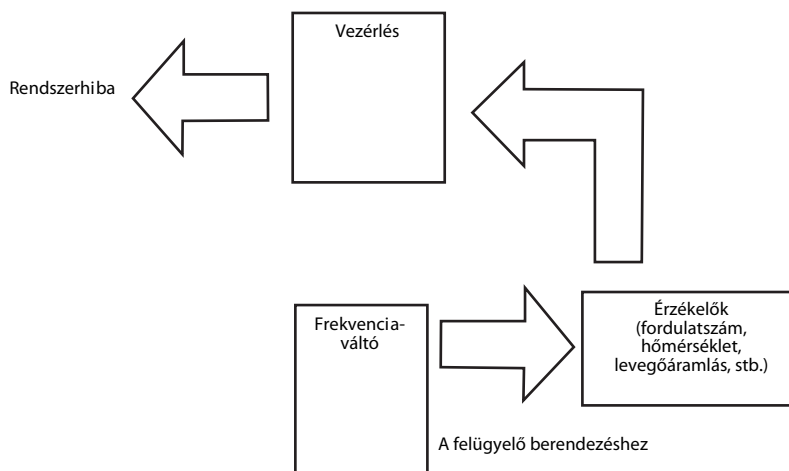 Vezérlés
Rendszerhiba
Frekvencia-
váltó
Érzékelők
(fordulatszám,
hőmérséklet,
levegőáramlás, stb.)
A felügyelő berendezéshez